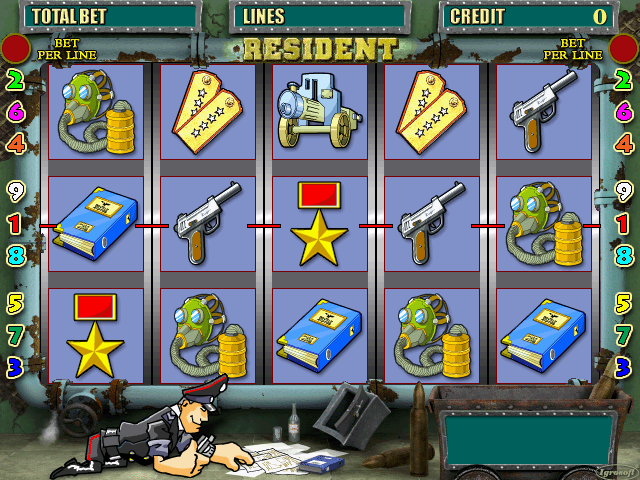 TOTAL BET
LINES
CREDIT 0
RESIDENT
BET
PER LINE
BET
PER LINE
2 2
6 6
4 4
9 9
1 1
8 8
5 5
7 7
3 3
Igrosoft